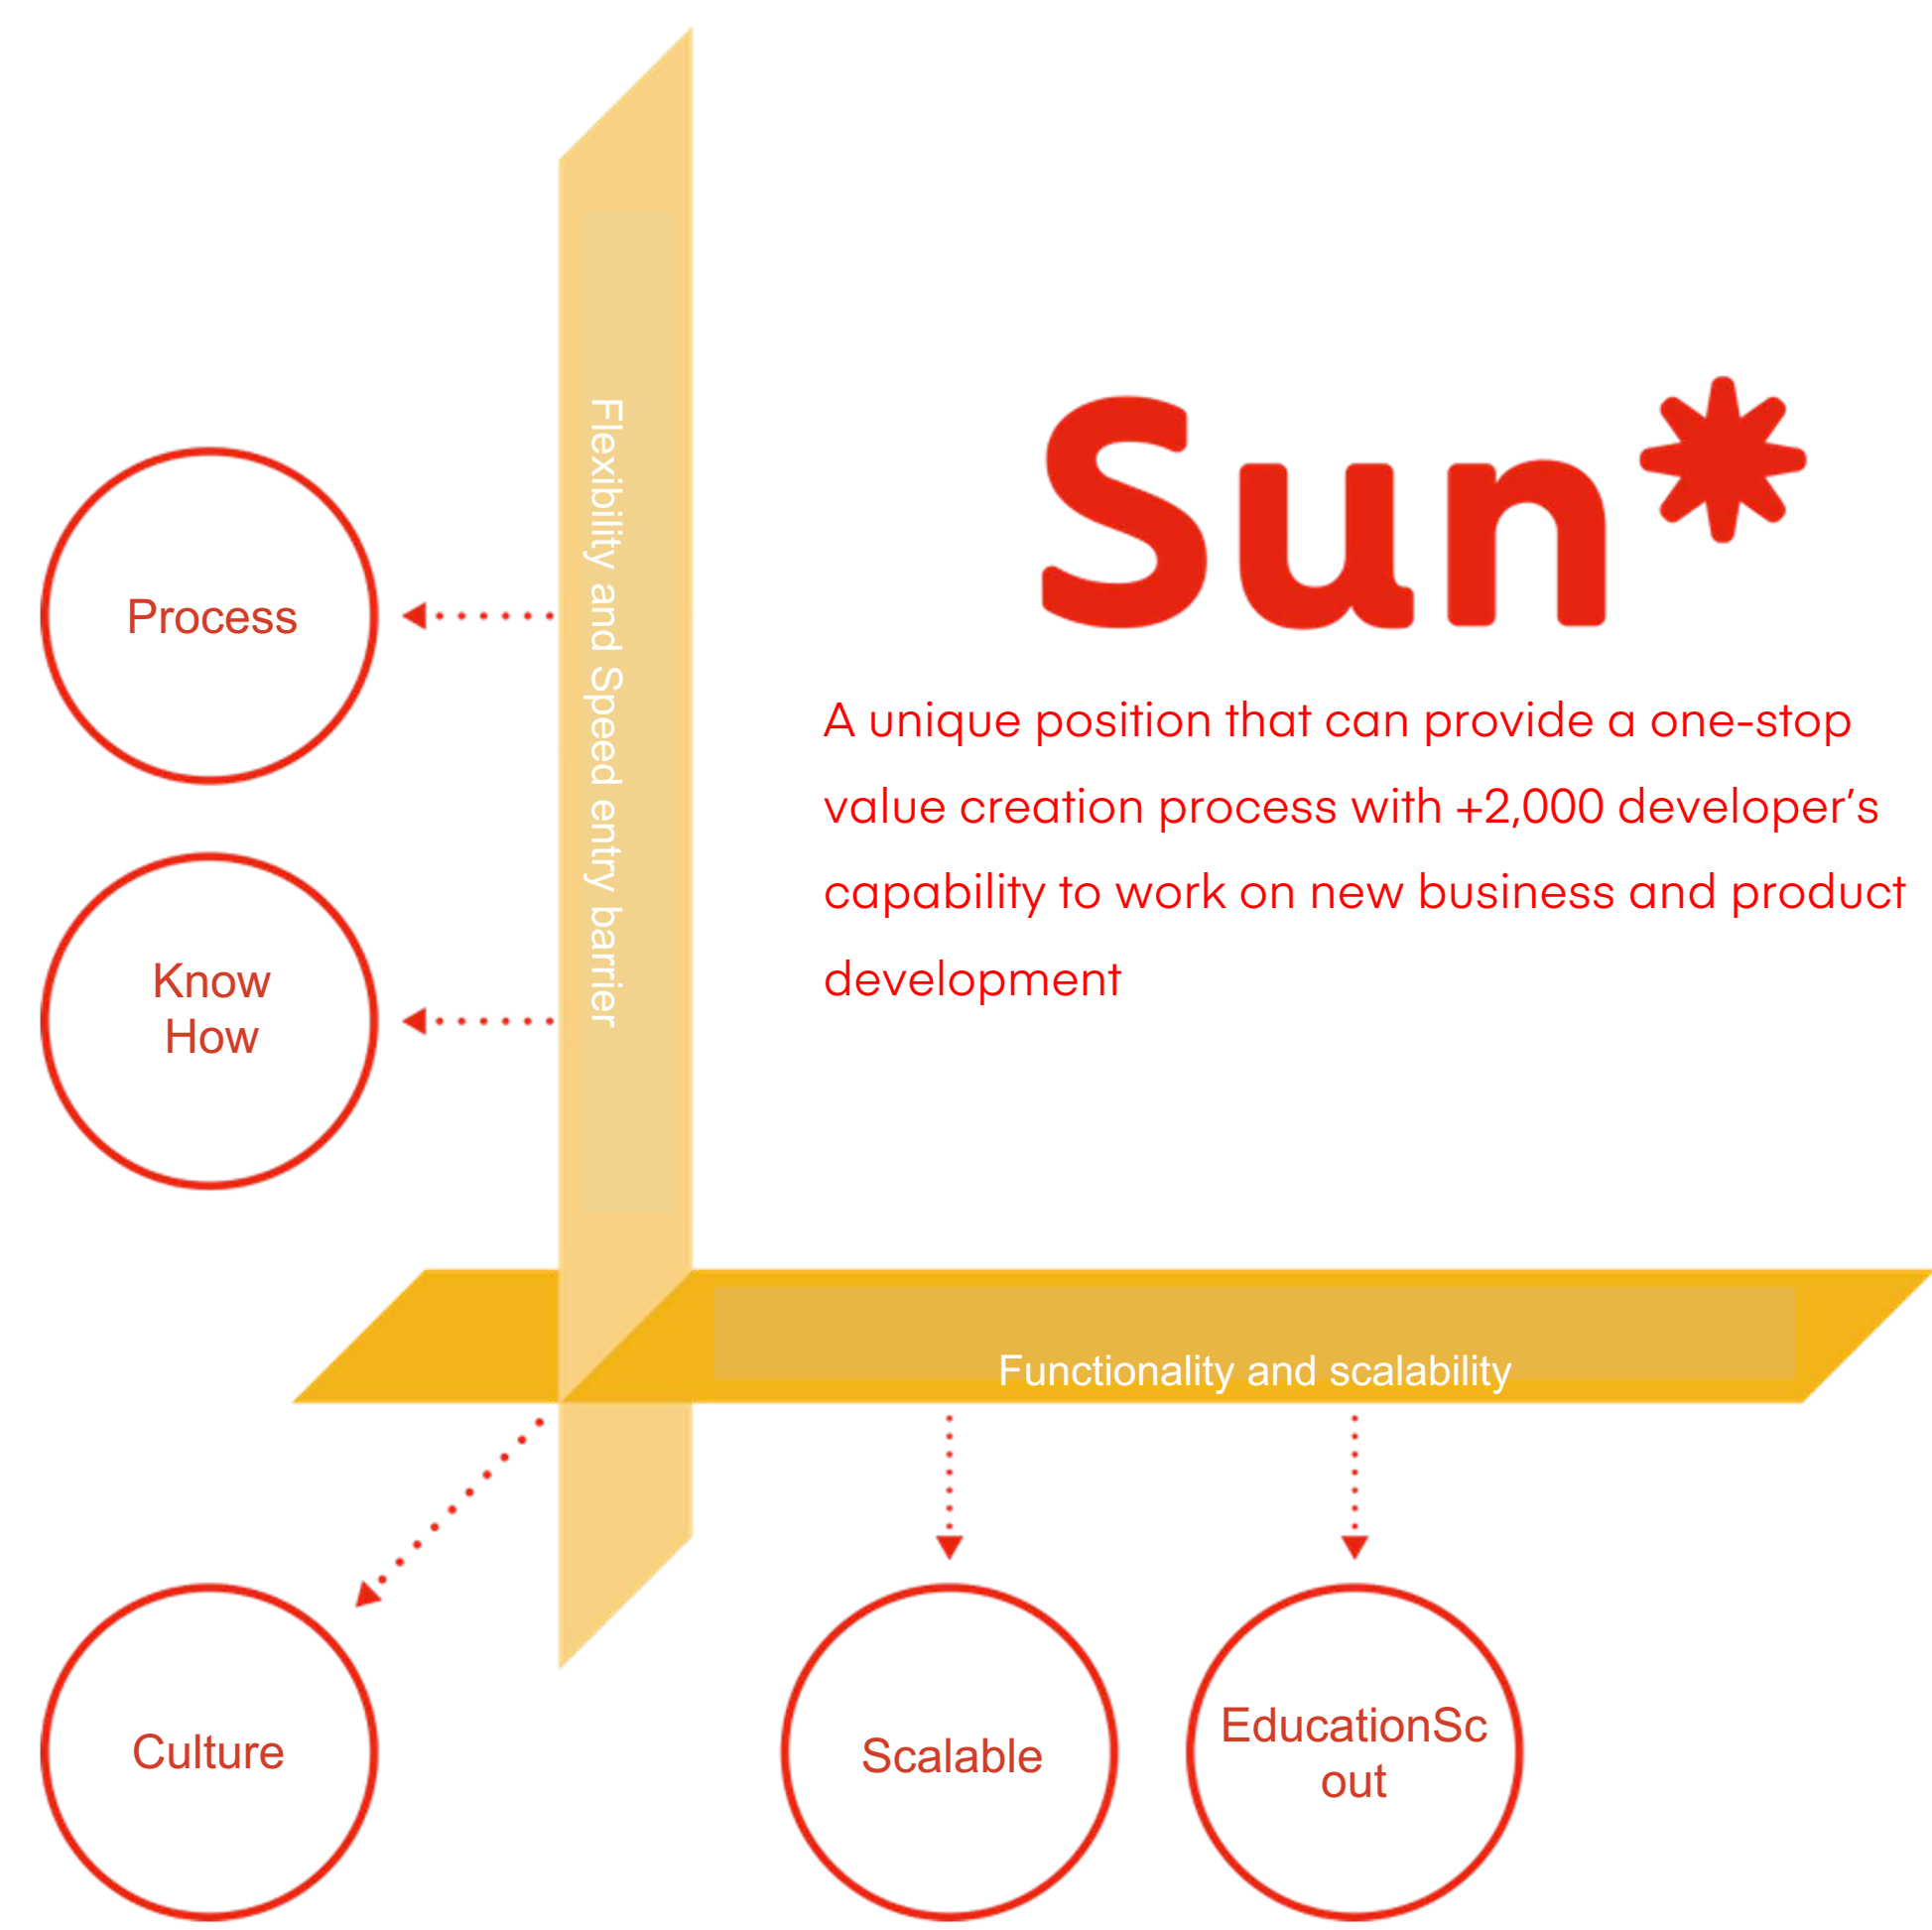 Sun*
A unique position that can provide a one-stop
value creation process with +2,000 developer’s
capability to work on new business and product
development
Flexibility and Speed entry barrier
Process
Know
How
Functionality and scalability
Culture
Scalable
EducationSc
out